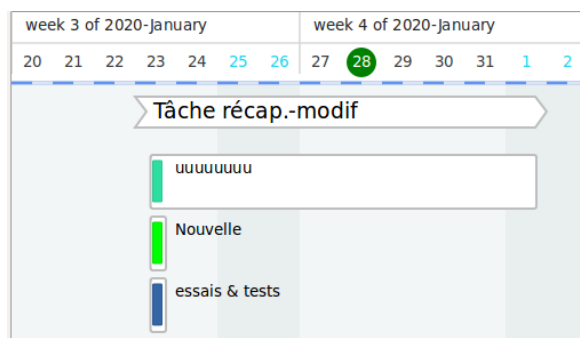 week 3 of 2020-January week 4 of 2020-January
20 21 22 23 24 25 26 27 28 29 30 31 1 2
Tâche récap.-modif
uuuuuuuu
Nouvelle
essais & tests